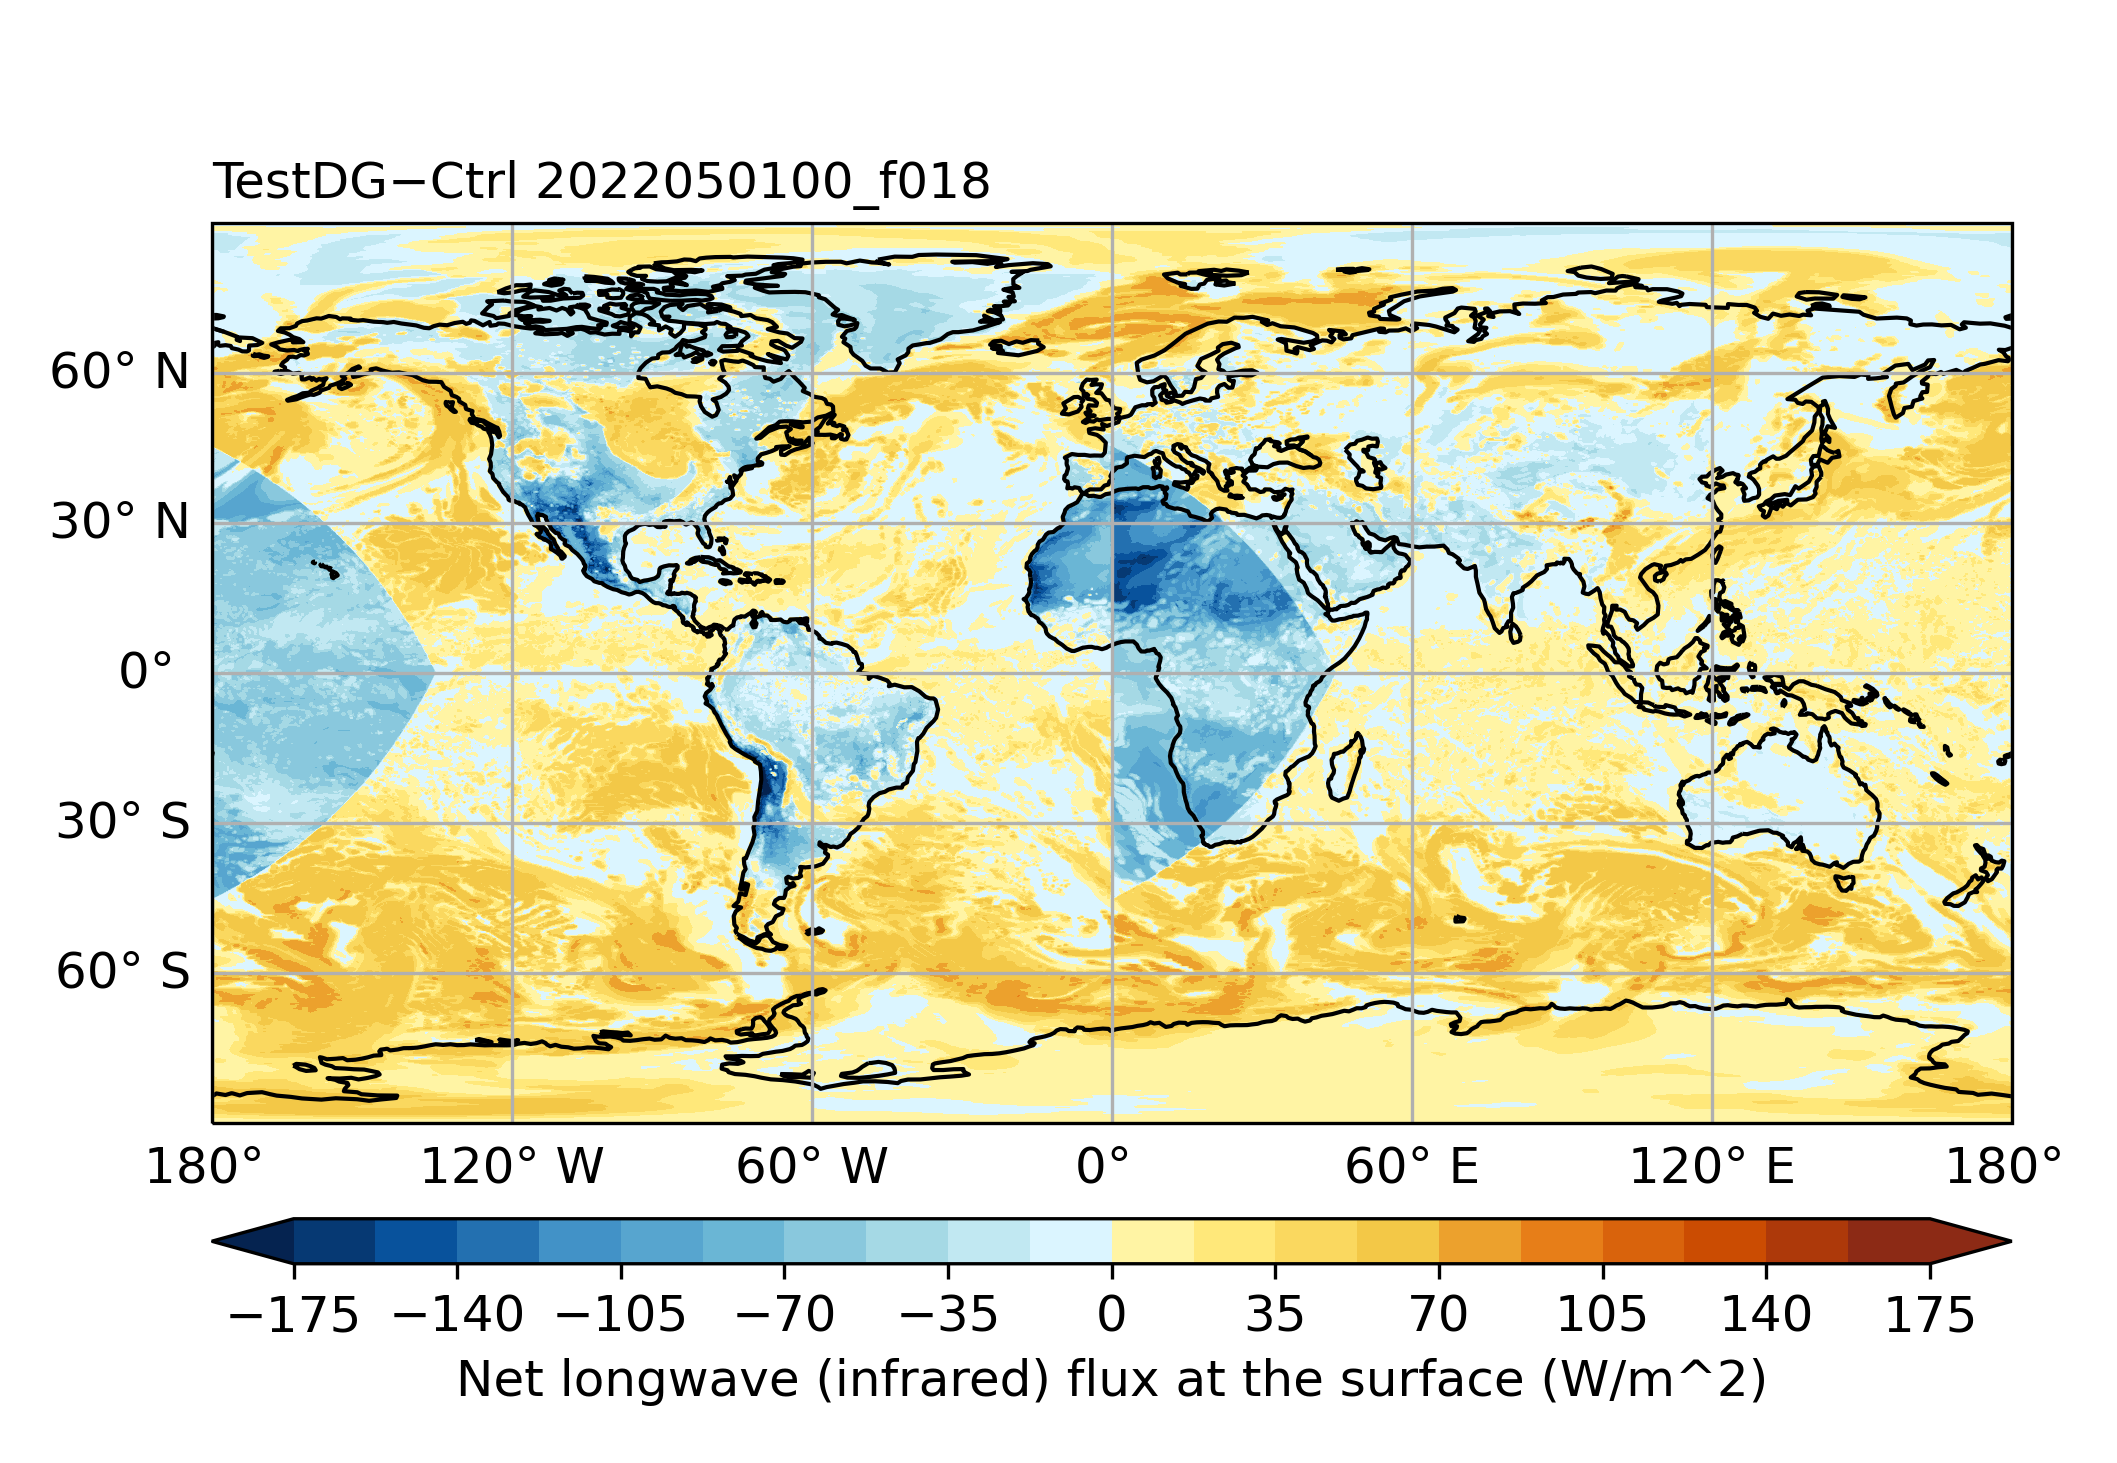 TestDG−Ctrl 2022050100_f018
60° N
30° N
0°
30° S
60° S
180° 120° W 60° W 0° 60° E 120° E 180°
−175 −140 −105 −70 −35 0 35 70 105 140 175
Net longwave (infrared) flux at the surface (W/m^2)